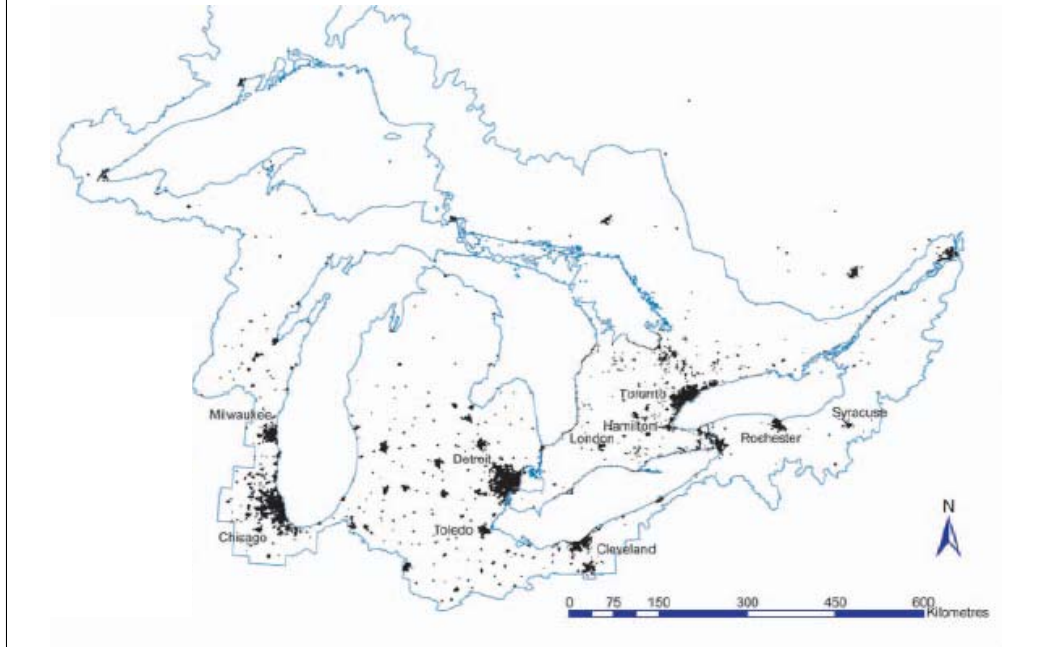 Toronto
Milwaukee
Hamilton
Syracuse
London
Rochester
Detroit
Toledo
Chicago
Cleveland
N
0 75 150 300 450 600
Kilometres